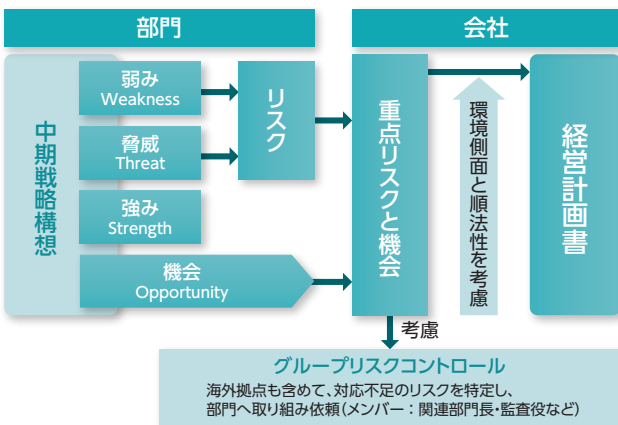 部門
会社
中期戦略構想
弱み
Weakness
脅威
Threat
強み
Strength
機会
Opportunity
リスク
重点リスクと機会
環境側面と順法性を考慮
経営計画書
考慮
グループリスクコントロール
海外拠点も含めて、対応不足のリスクを特定し、
部門へ取り組み依頼(メンバー：関連部門長・監査役など)